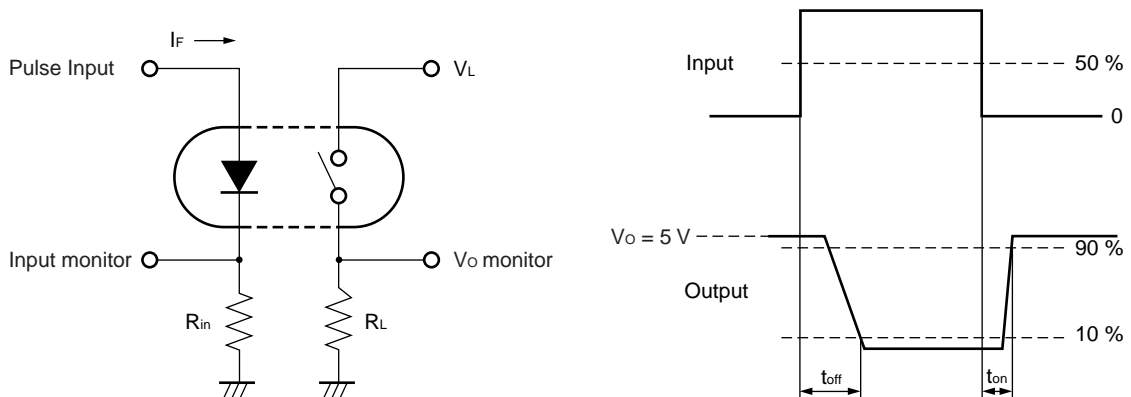 IF
Pulse Input
VL
Input monitor
VO monitor
Rin
RL
Input
50 %
0
VO = 5 V
90 %
Output
10 %
toff
ton